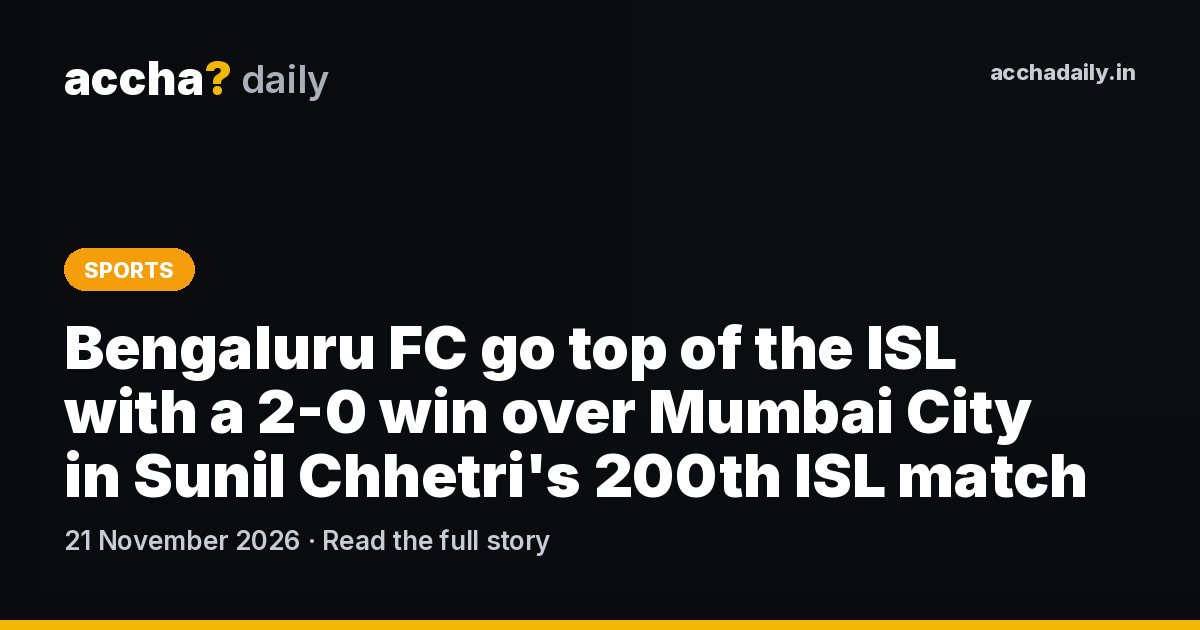 accha? daily
acchadaily.in
SPORTS
Bengaluru FC go top of the ISL
with a 2-0 win over Mumbai City
in Sunil Chhetri's 200th ISL match
21 November 2026 · Read the full story